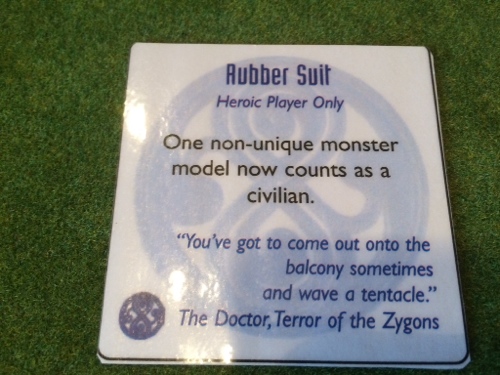 Rubber Suit
Heroic Player Only
One non-unique monster
model now counts as a
civilian.
“You’ve got to come out onto the
balcony sometimes
and wave a tentacle.”
The Doctor, Terror of the Zygons